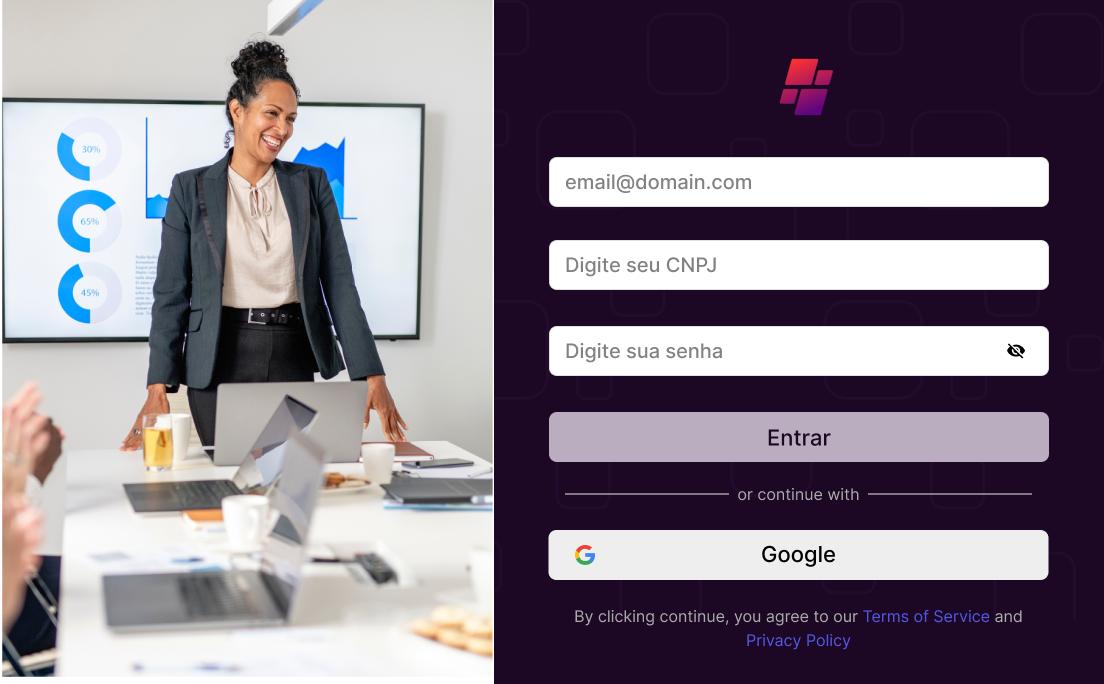 30%
65%
45%
email@domain.com
Digite seu CNPJ
Digite sua senha
Entrar
or continue with
Google
By clicking continue, you agree to our Terms of Service and
Privacy Policy